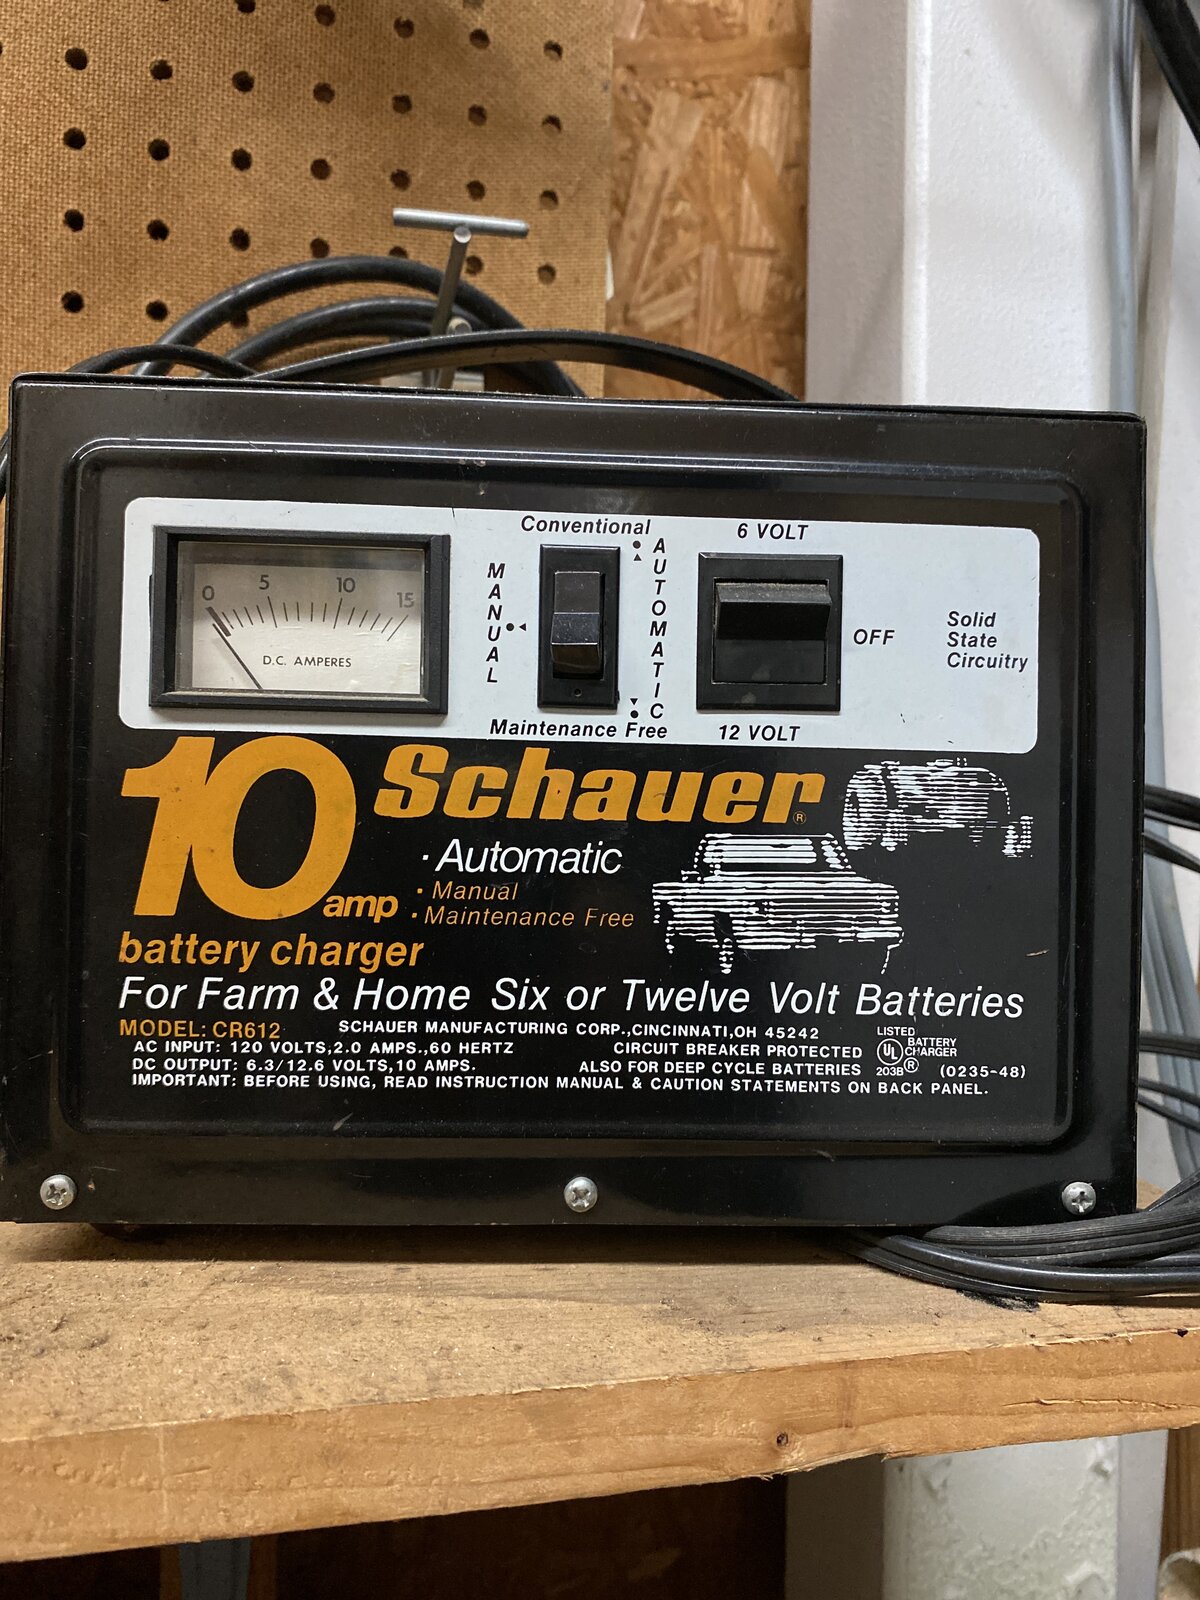 0 5 10 15
D.C. AMPERES
MANUAL
Conventional
AUTOMATIC
Maintenance Free
6 VOLT
OFF
12 VOLT
Solid
State
Circuitry
10 amp
Schauer®
· Automatic
· Manual
· Maintenance Free
battery charger
For Farm & Home Six or Twelve Volt Batteries
MODEL: CR612 SCHAUER MANUFACTURING CORP.,CINCINNATI,OH 45242
AC INPUT: 120 VOLTS,2.0 AMPS.,60 HERTZ CIRCUIT BREAKER PROTECTED
DC OUTPUT: 6.3/12.6 VOLTS,10 AMPS. ALSO FOR DEEP CYCLE BATTERIES
IMPORTANT: BEFORE USING, READ INSTRUCTION MANUAL & CAUTION STATEMENTS ON BACK PANEL.
LISTED
UL® BATTERY
CHARGER
203B (0235-48)